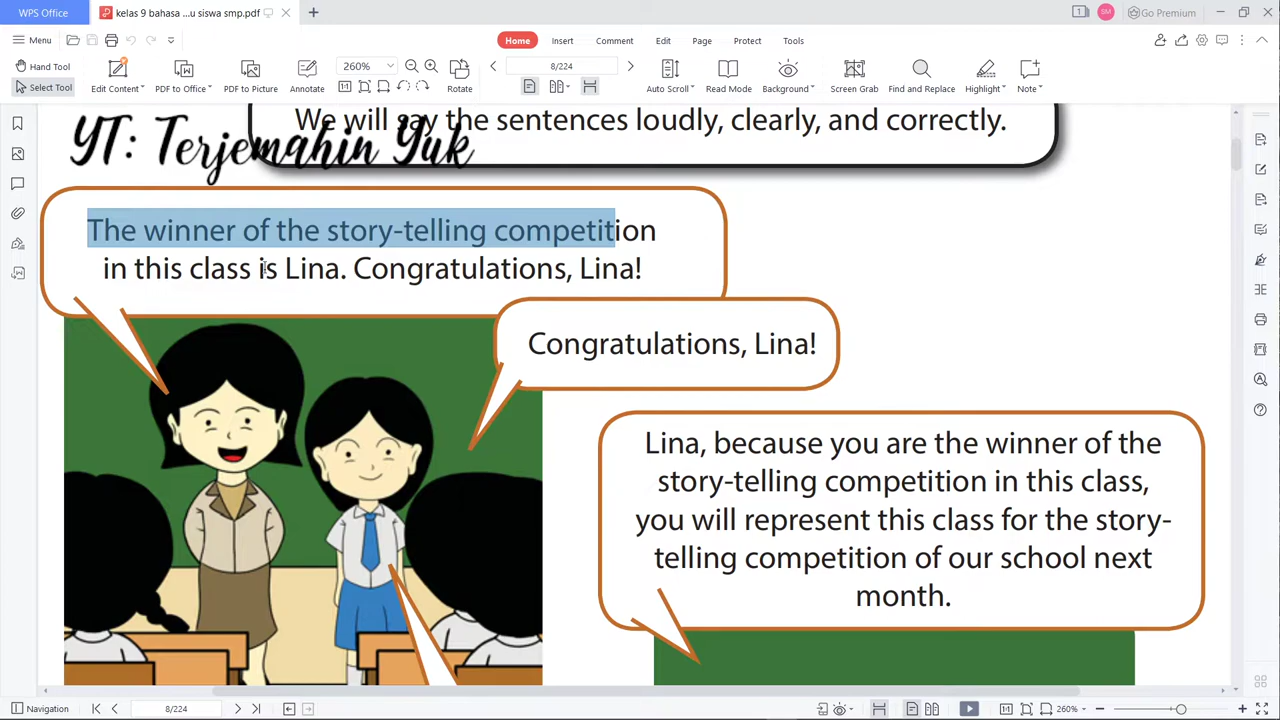 WPS Office
kelas 9 bahasa ...u siswa smp.pdf
1
SM
Go Premium
Menu
Home
Insert
Comment
Edit
Page
Protect
Tools
Hand Tool
Select Tool
Edit Content
PDF to Office
PDF to Picture
Annotate
260%
Rotate
8/224
Auto Scroll
Read Mode
Background
Screen Grab
Find and Replace
Highlight
Note
We will say the sentences loudly, clearly, and correctly.
YT: Terjemahin Yuk
The winner of the story-telling competition
in this class is Lina. Congratulations, Lina!
Congratulations, Lina!
Lina, because you are the winner of the
story-telling competition in this class,
you will represent this class for the story-
telling competition of our school next
month.
Navigation
8/224
260%